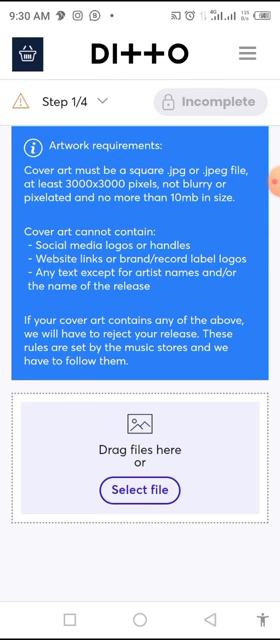 9:30 AM
4G
135
B/s
DITTO
Step 1/4
Incomplete
Artwork requirements:
Cover art must be a square .jpg or .jpeg file,
at least 3000x3000 pixels, not blurry or
pixelated and no more than 10mb in size.
Cover art cannot contain:
- Social media logos or handles
- Website links or brand/record label logos
- Any text except for artist names and/or
the name of the release
If your cover art contains any of the above,
we will have to reject your release. These
rules are set by the music stores and we
have to follow them.
Drag files here
or
Select file